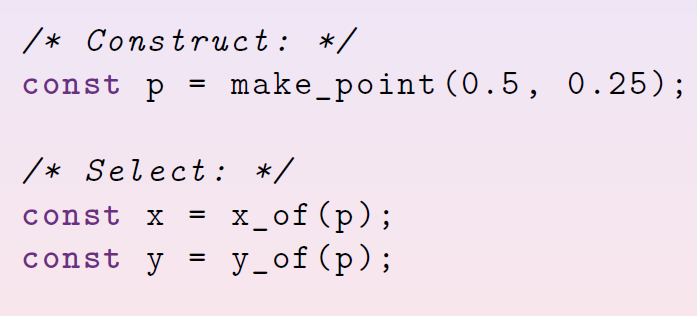 /* Construct: */
const p = make_point(0.5, 0.25);
/* Select: */
const x = x_of(p);
const y = y_of(p);